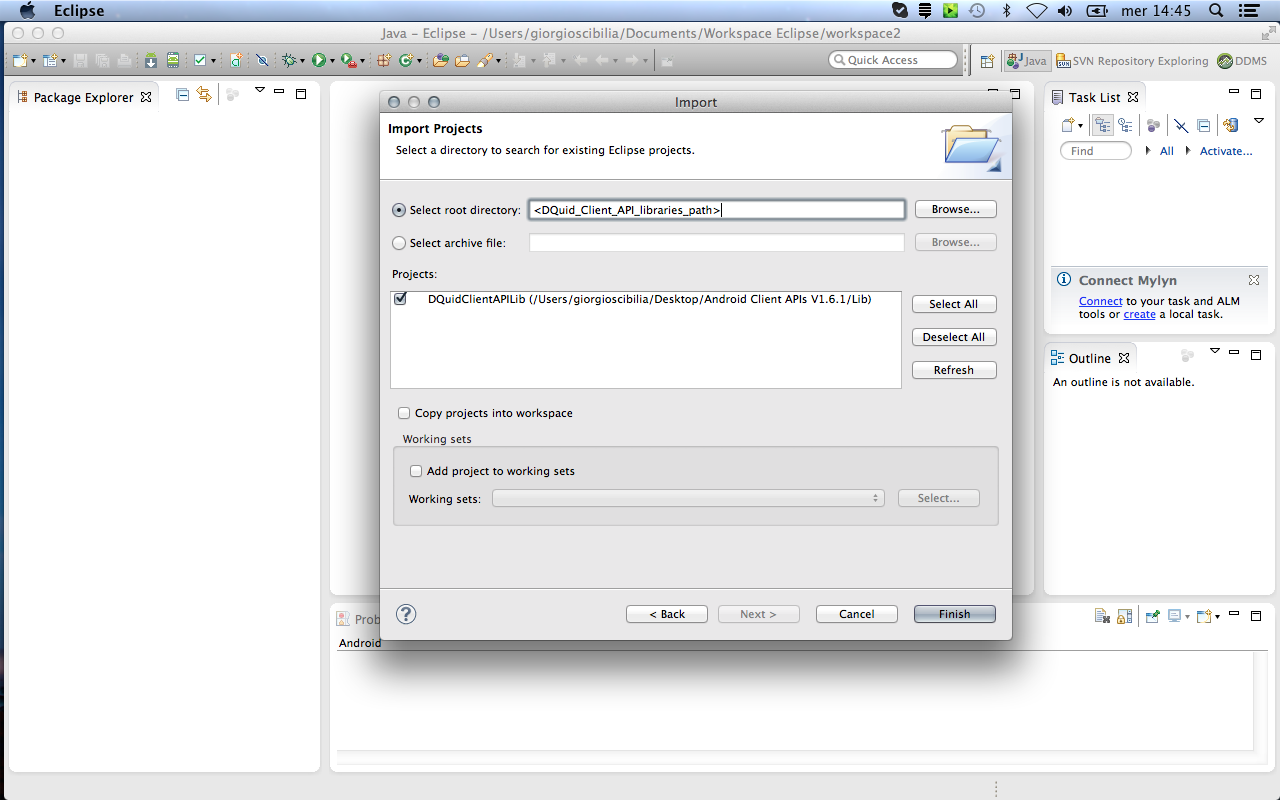 Eclipse
mer 14:45
Java – Eclipse – /Users/giorgioscibilia/Documents/Workspace Eclipse/workspace2
Quick Access
Java
SVN Repository Exploring
DDMS
Package Explorer
Import
Import Projects
Select a directory to search for existing Eclipse projects.
Select root directory:
<DQuid_Client_API_libraries_path>
Browse...
Select archive file:
Browse...
Projects:
DQuidClientAPILib (/Users/giorgioscibilia/Desktop/Android Client APIs V1.6.1/Lib)
Select All
Deselect All
Refresh
Copy projects into workspace
Working sets
Add project to working sets
Working sets:
Select...
?
< Back
Next >
Cancel
Finish
Task List
Find
All
Activate...
Connect Mylyn
Connect to your task and ALM
tools or create a local task.
Outline
An outline is not available.
Prob
Android